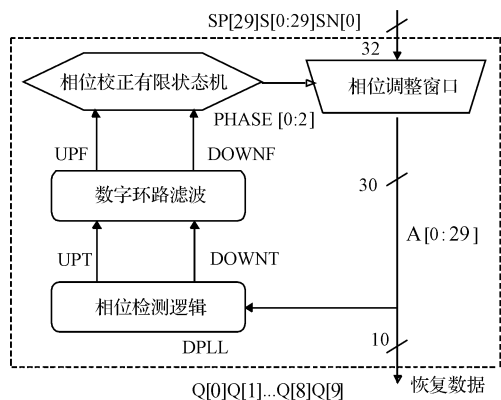 SP[29]S[0:29]SN[0]
32
相位校正有限状态机
相位调整窗口
PHASE [0:2]
UPF
DOWNF
30
数字环路滤波
A[0:29]
UPT
DOWNT
相位检测逻辑
10
DPLL
恢复数据
Q[0]Q[1]...Q[8]Q[9]